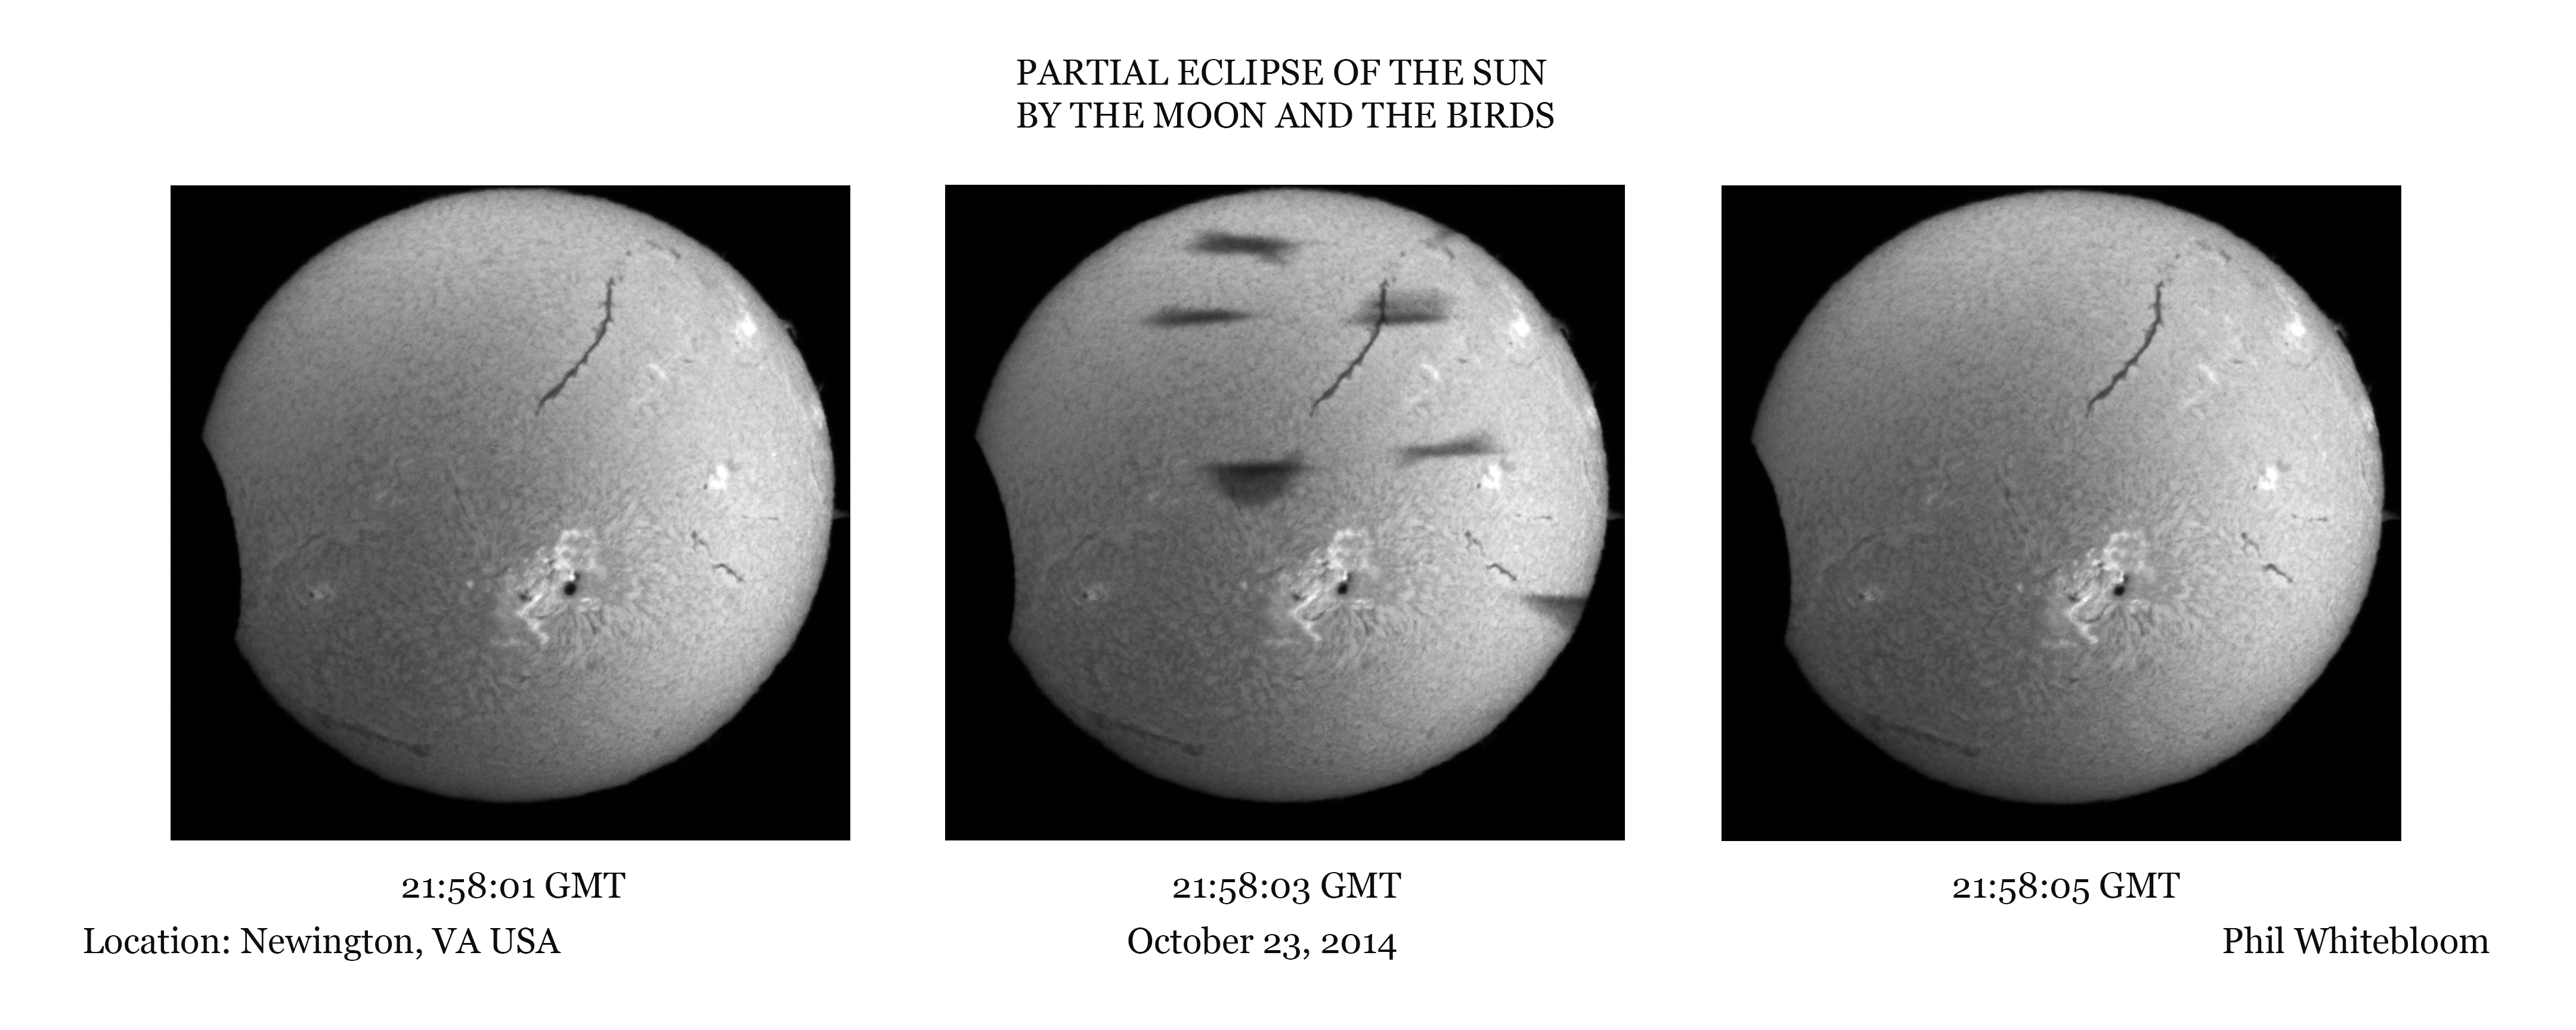 PARTIAL ECLIPSE OF THE SUN
BY THE MOON AND THE BIRDS
21:58:01 GMT
21:58:03 GMT
21:58:05 GMT
Location: Newington, VA USA
October 23, 2014
Phil Whitebloom